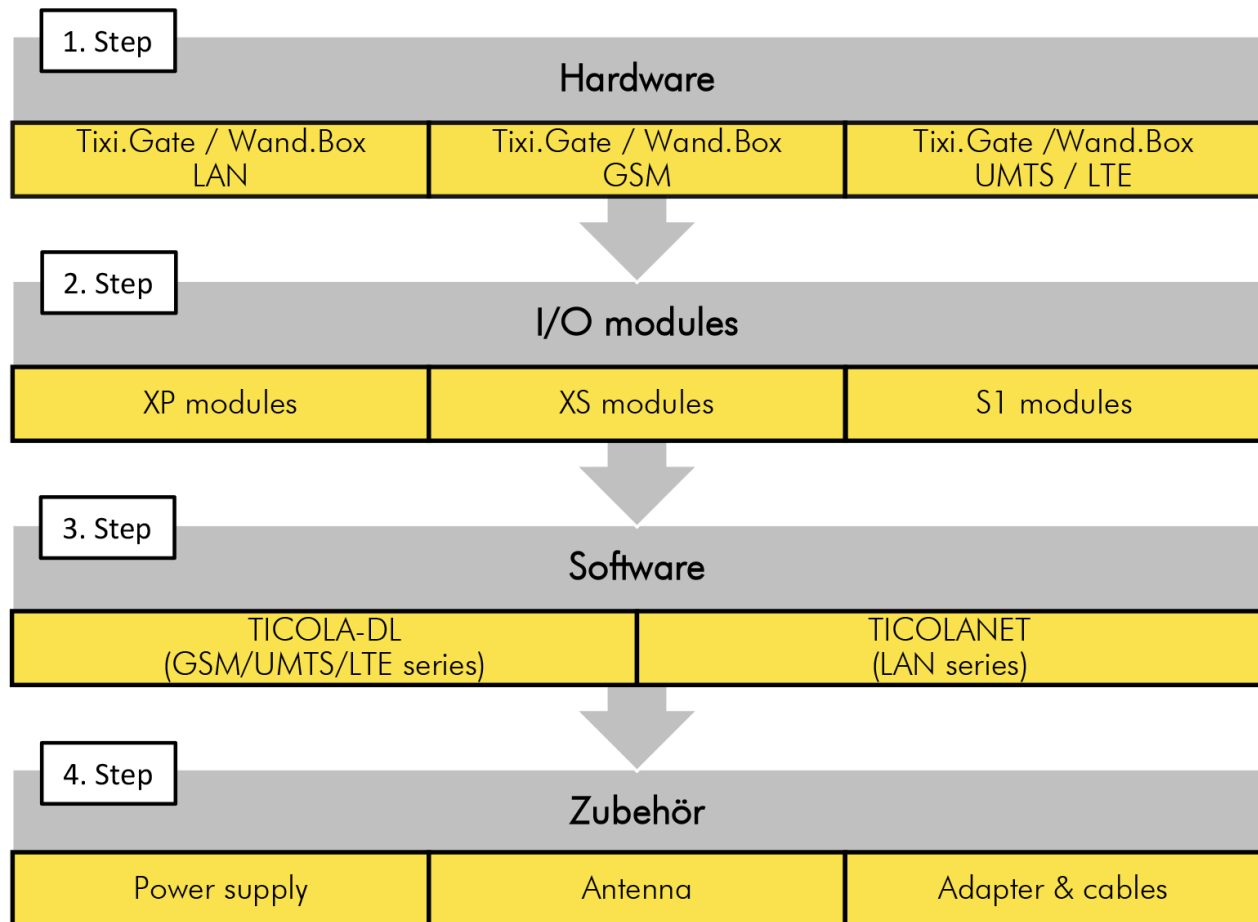 1. Step
Hardware
Tixi.Gate / Wand.Box
LAN
Tixi.Gate / Wand.Box
GSM
Tixi.Gate /Wand.Box
UMTS / LTE
2. Step
I/O modules
XP modules
XS modules
S1 modules
3. Step
Software
TICOLA-DL
(GSM/UMTS/LTE series)
TICOLANET
(LAN series)
4. Step
Zubehör
Power supply
Antenna
Adapter & cables